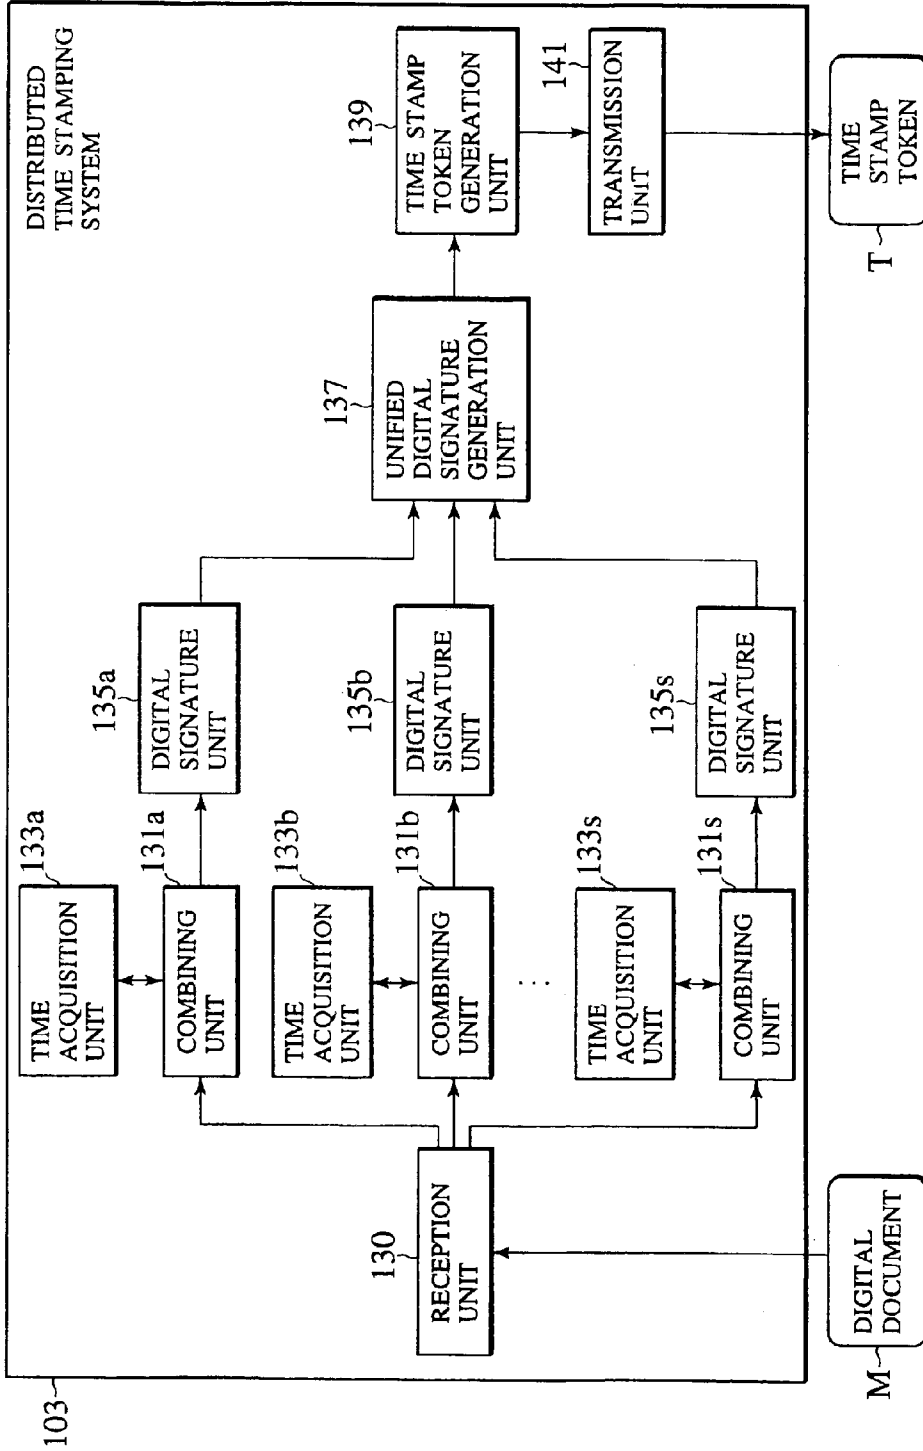 103
DISTRIBUTED
TIME STAMPING
SYSTEM
M
DIGITAL
DOCUMENT
130
RECEPTION
UNIT
133a
TIME
ACQUISITION
UNIT
131a
COMBINING
UNIT
135a
DIGITAL
SIGNATURE
UNIT
133b
TIME
ACQUISITION
UNIT
131b
COMBINING
UNIT
135b
DIGITAL
SIGNATURE
UNIT
...
133s
TIME
ACQUISITION
UNIT
131s
COMBINING
UNIT
135s
DIGITAL
SIGNATURE
UNIT
137
UNIFIED
DIGITAL
SIGNATURE
GENERATION
UNIT
139
TIME STAMP
TOKEN
GENERATION
UNIT
141
TRANSMISSION
UNIT
T
TIME
STAMP
TOKEN